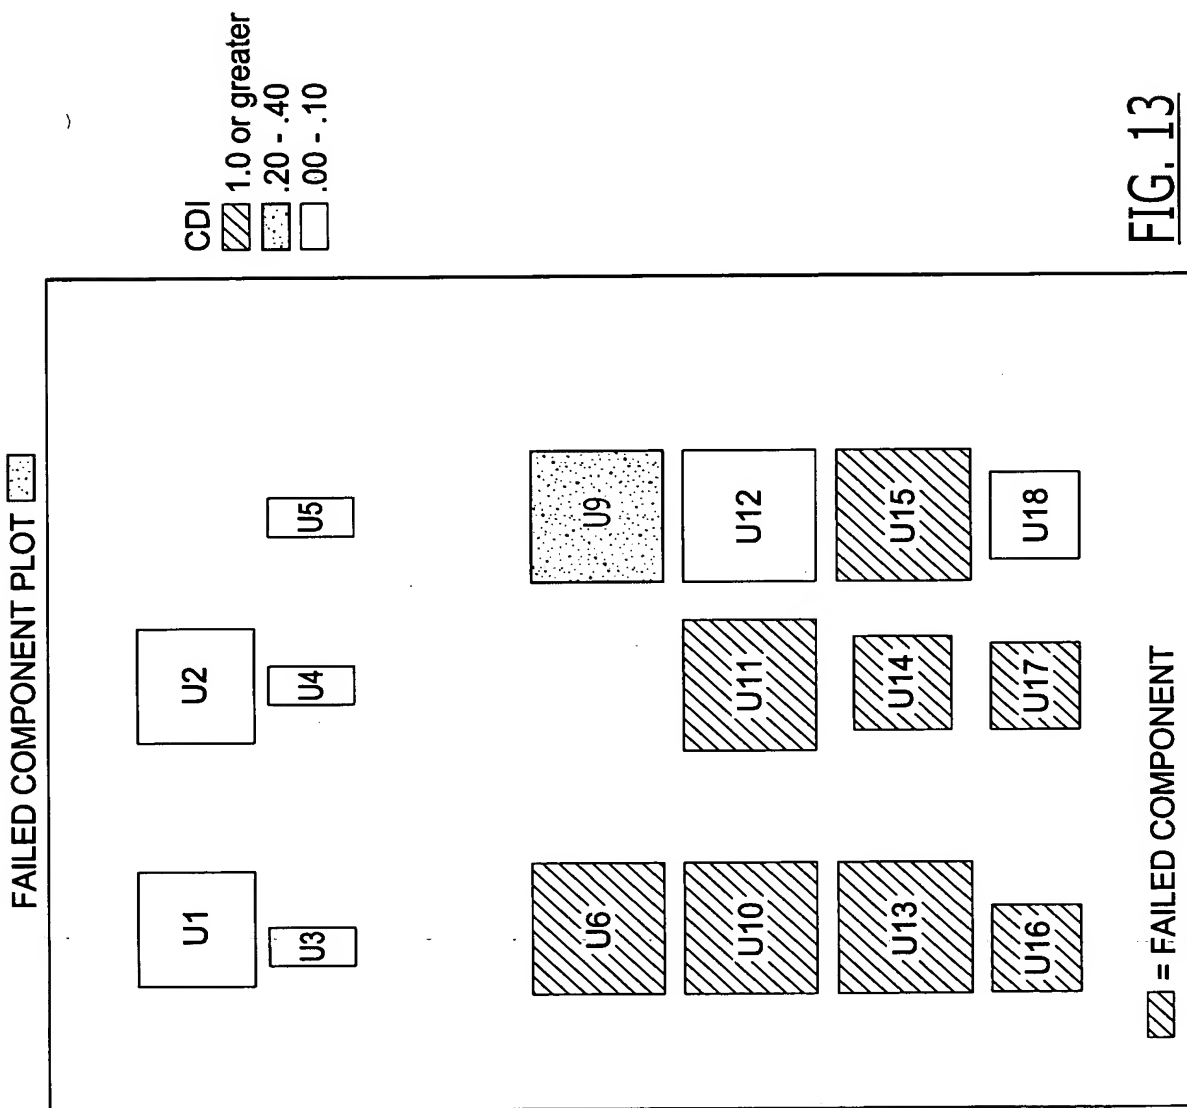 FAILED COMPONENT PLOT
U1
U2
U3
U4
U5
U6
U9
U10
U11
U12
U13
U14
U15
U16
U17
U18
CDI
1.0 or greater
.20 - .40
.00 - .10
= FAILED COMPONENT
FIG. 13